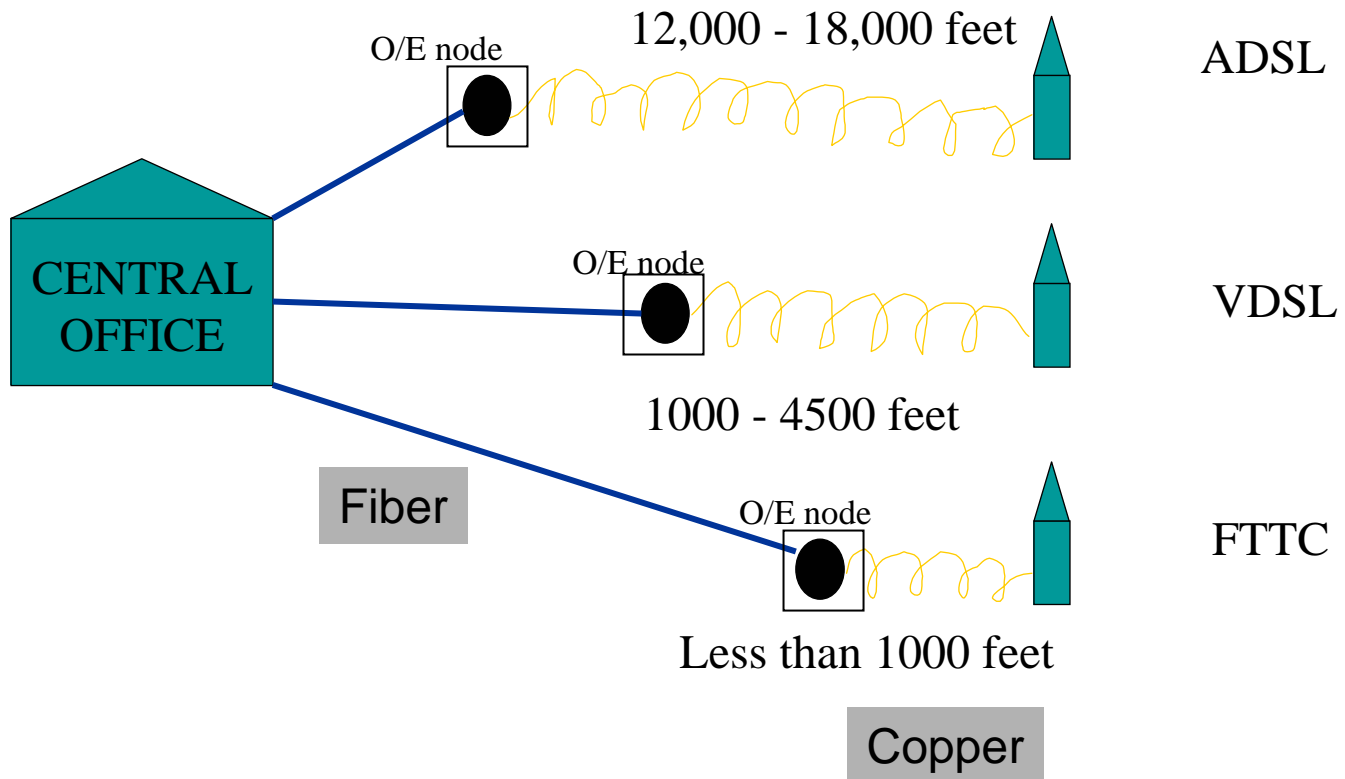 12,000 - 18,000 feet
O/E node
ADSL
CENTRAL
OFFICE
O/E node
VDSL
1000 - 4500 feet
Fiber
O/E node
FTTC
Less than 1000 feet
Copper